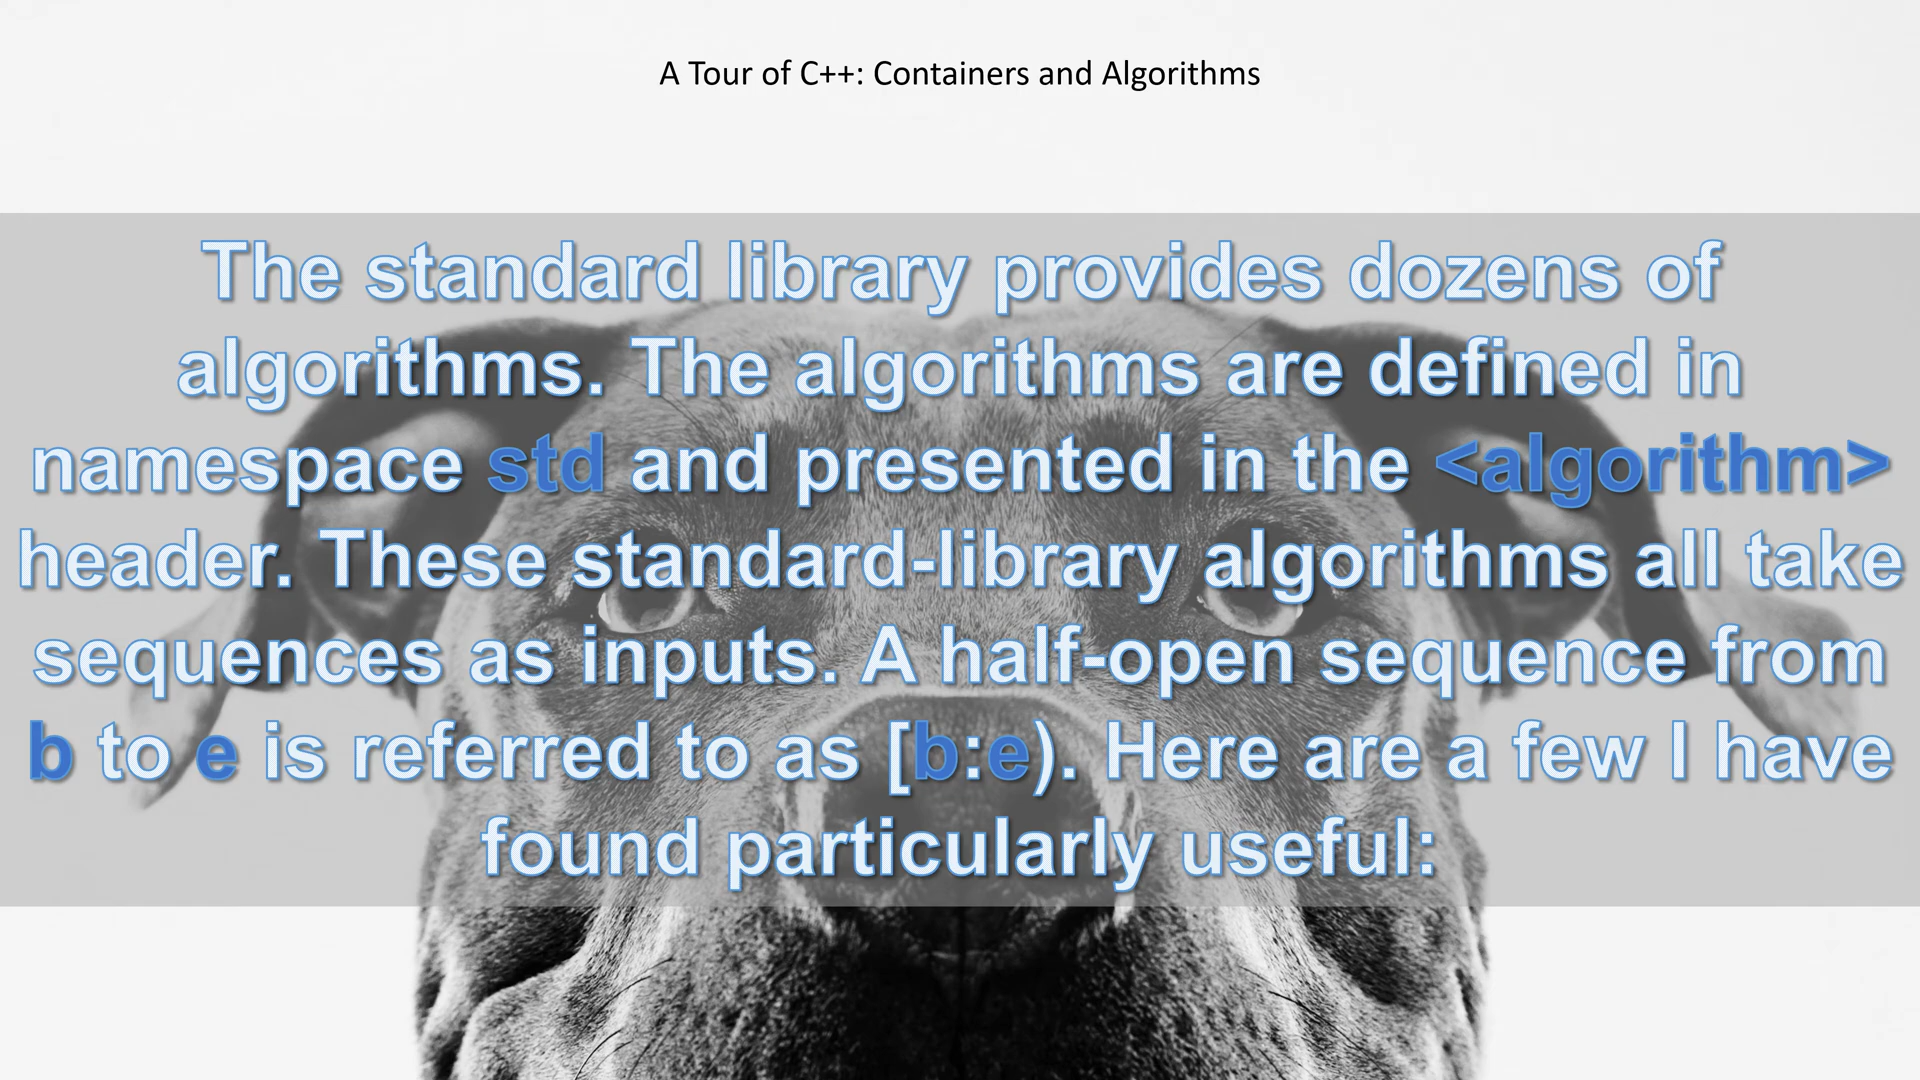 A Tour of C++: Containers and Algorithms
The standard library provides dozens of
algorithms. The algorithms are defined in
namespace std and presented in the <algorithm>
header. These standard-library algorithms all take
sequences as inputs. A half-open sequence from
b to e is referred to as [b:e). Here are a few I have
found particularly useful: